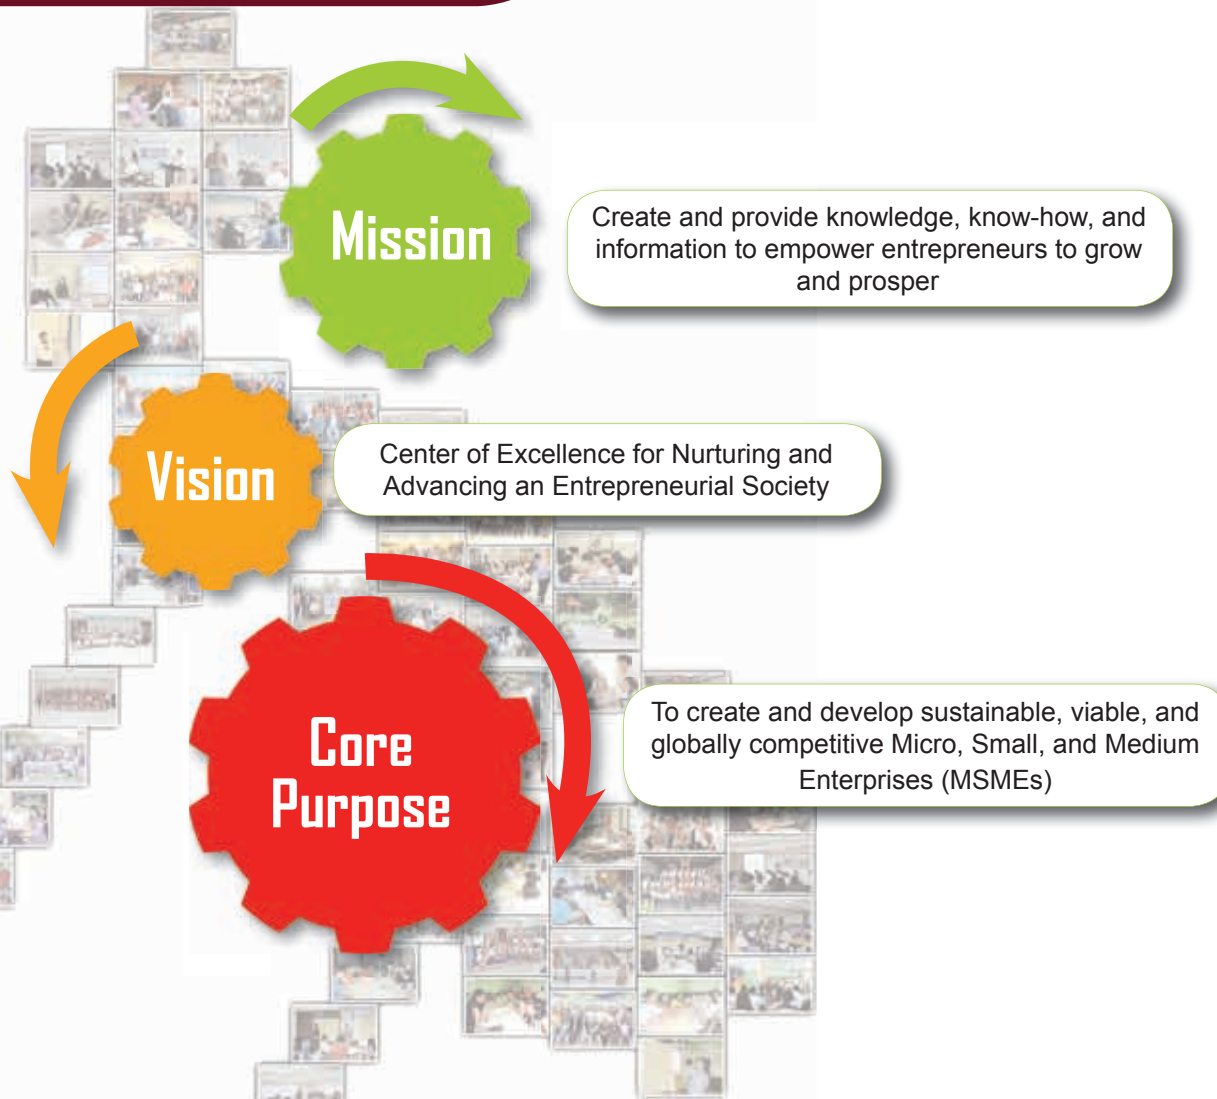 Mission
Create and provide knowledge, know-how, and
information to empower entrepreneurs to grow
and prosper
Vision
Center of Excellence for Nurturing and
Advancing an Entrepreneurial Society
Core
Purpose
To create and develop sustainable, viable, and
globally competitive Micro, Small, and Medium
Enterprises (MSMEs)